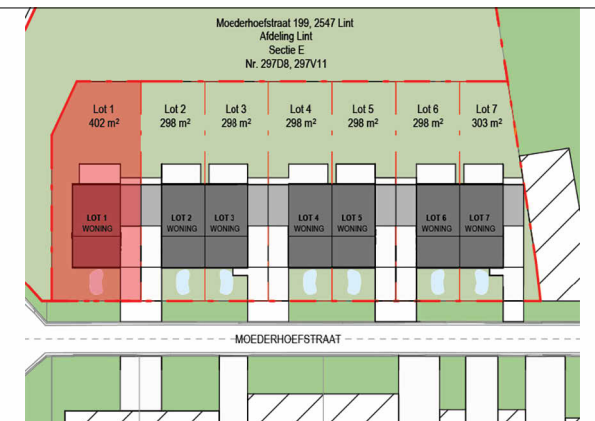 Moederhoefstraat 199, 2547 Lint
Afdeling Lint
Sectie E
Nr. 297D8, 297V11
Lot 1
402 m²
Lot 2
298 m²
Lot 3
298 m²
Lot 4
298 m²
Lot 5
298 m²
Lot 6
298 m²
Lot 7
303 m²
LOT 1
WONING
LOT 2
WONING
LOT 3
WONING
LOT 4
WONING
LOT 5
WONING
LOT 6
WONING
LOT 7
WONING
MOEDERHOEFSTRAAT